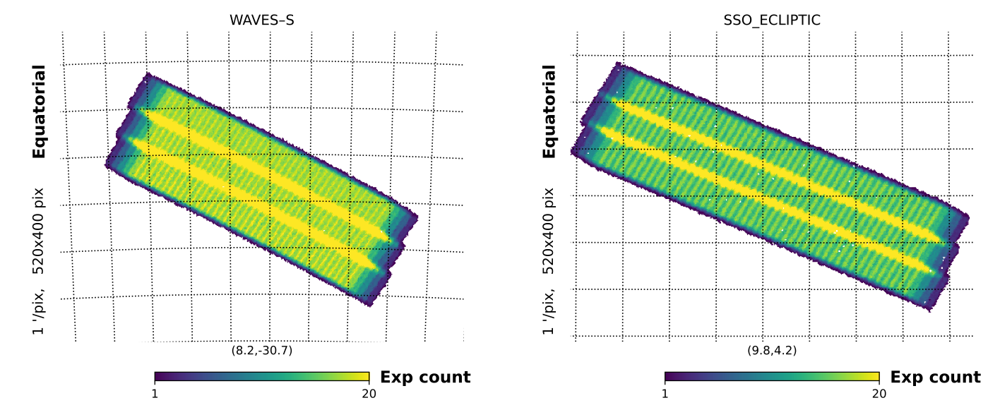 WAVES–S
Equatorial
1 '/pix, 520x400 pix
(8.2,-30.7)
1
20
Exp count
SSO_ECLIPTIC
Equatorial
1 '/pix, 520x400 pix
(9.8,4.2)
1
20
Exp count